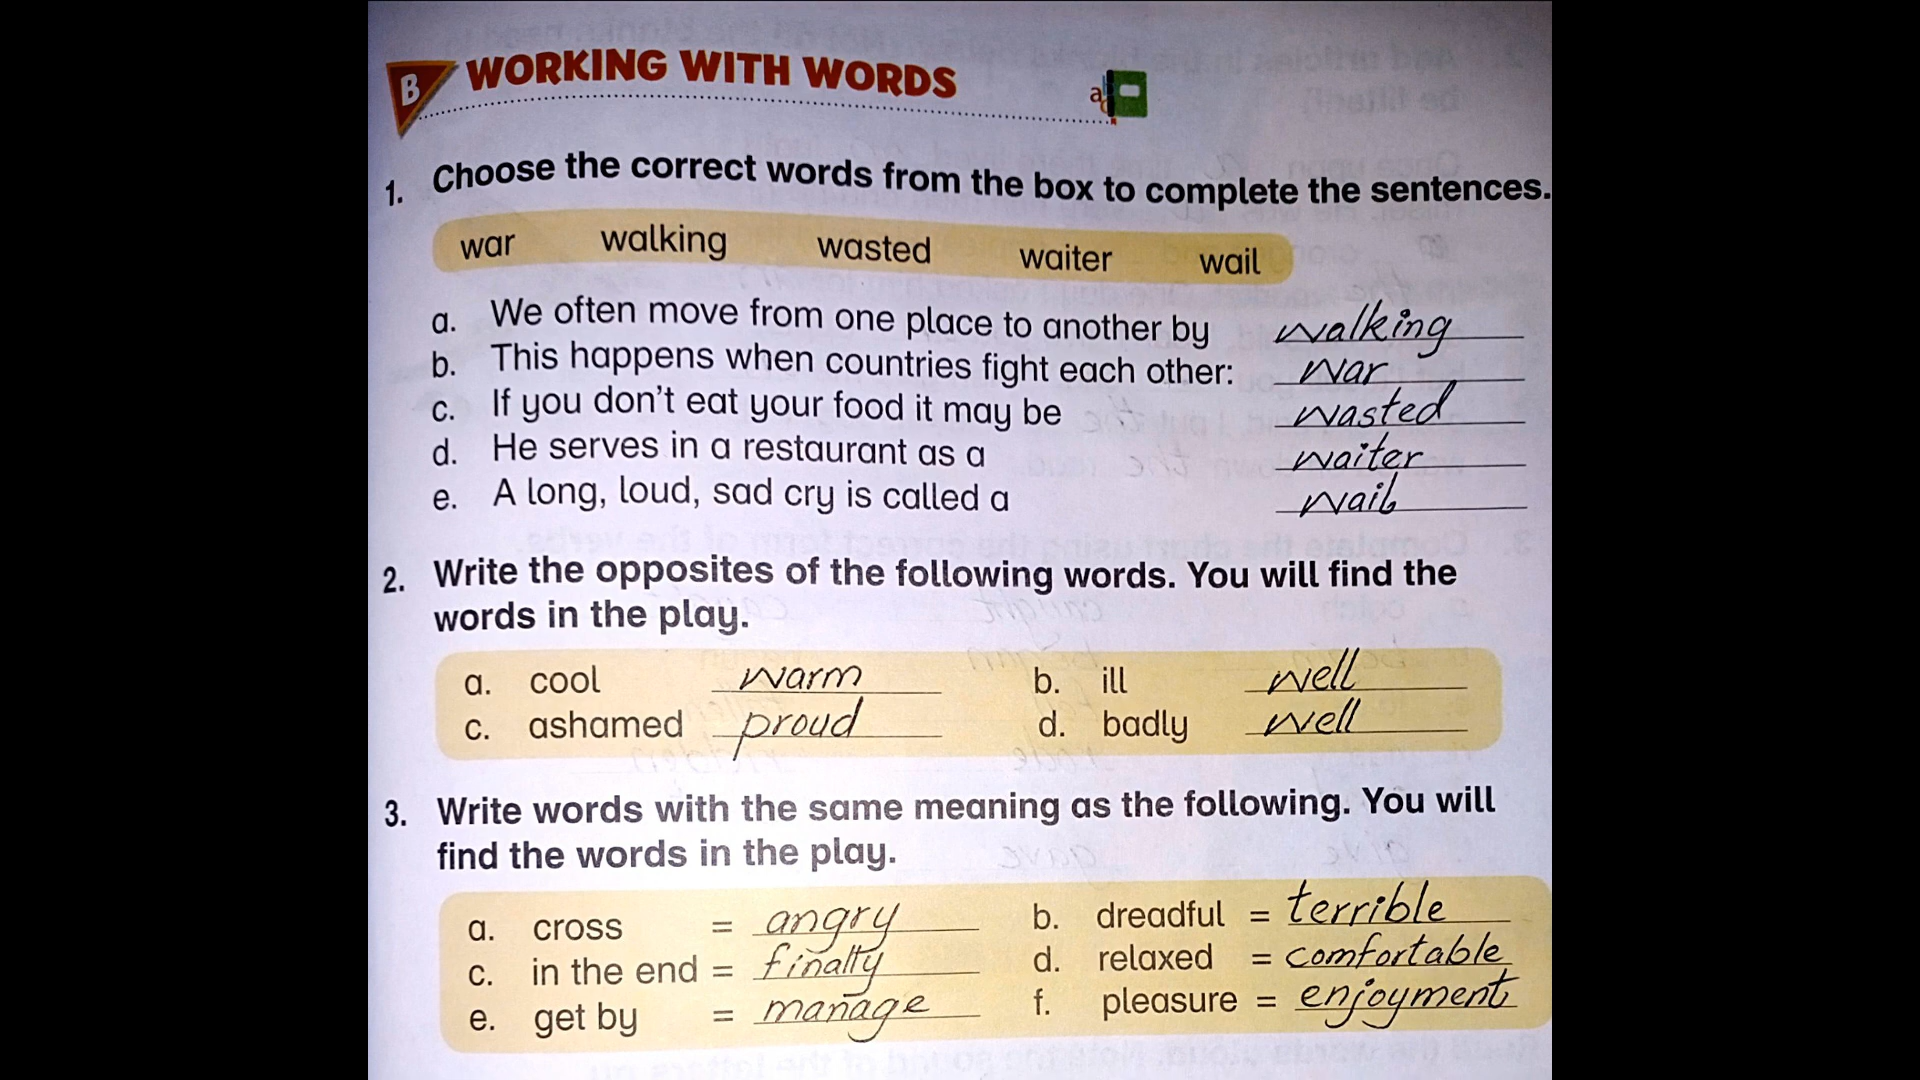 B WORKING WITH WORDS
1. Choose the correct words from the box to complete the sentences.
war walking wasted waiter wail
a. We often move from one place to another by walking
b. This happens when countries fight each other: war
c. If you don't eat your food it may be wasted
d. He serves in a restaurant as a waiter
e. A long, loud, sad cry is called a wail
2. Write the opposites of the following words. You will find the
words in the play.
a. cool warm b. ill well
c. ashamed proud d. badly well
3. Write words with the same meaning as the following. You will
find the words in the play.
a. cross = angry b. dreadful = terrible
c. in the end = finally d. relaxed = comfortable
e. get by = manage f. pleasure = enjoyment